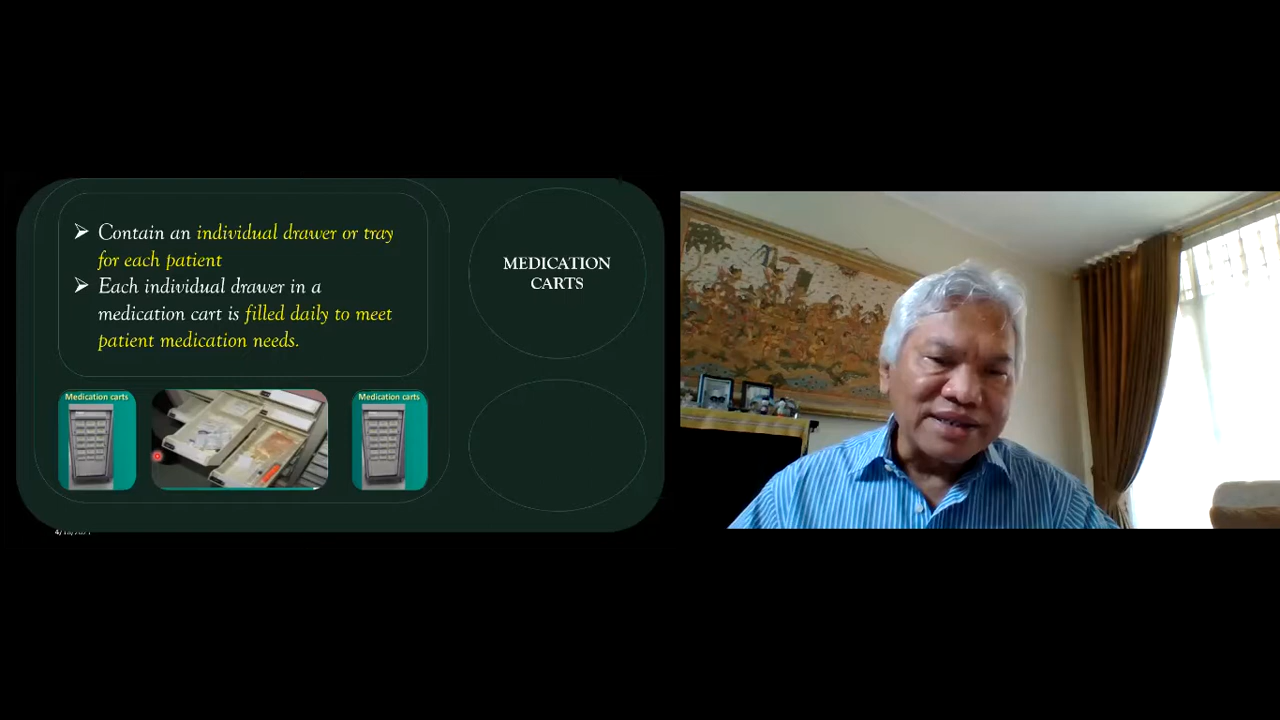 ➢ Contain an individual drawer or tray
for each patient
➢ Each individual drawer in a
medication cart is filled daily to meet
patient medication needs.
MEDICATION
CARTS
Medication carts
Medication carts